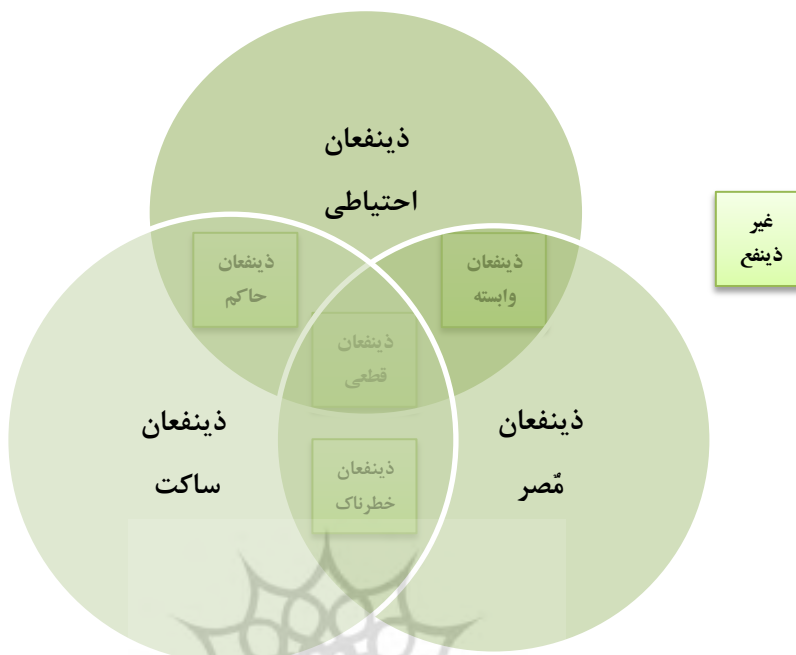 ذینفعان
احتیاطی
غیر
ذینفع
ذینفعان
وابسته
ذینفعان
حاکم
ذینفعان
قطعی
ذینفعان
مٌصر
ذینفعان
ساکت
ذینفعان
خطرناک